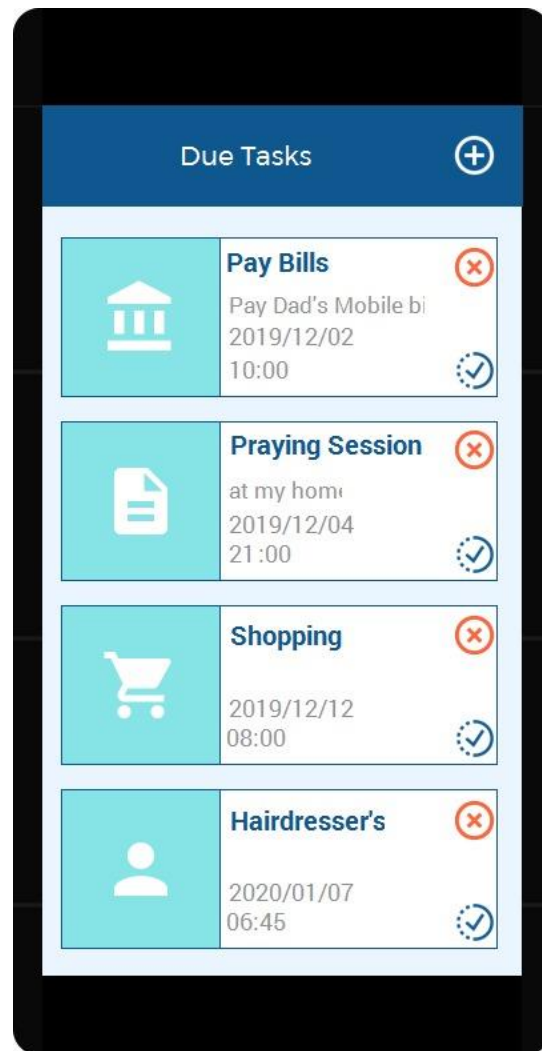 Due Tasks
Pay Bills
Pay Dad's Mobile bi
2019/12/02
10:00
Praying Session
at my home
2019/12/04
21:00
Shopping
2019/12/12
08:00
Hairdresser's
2020/01/07
06:45